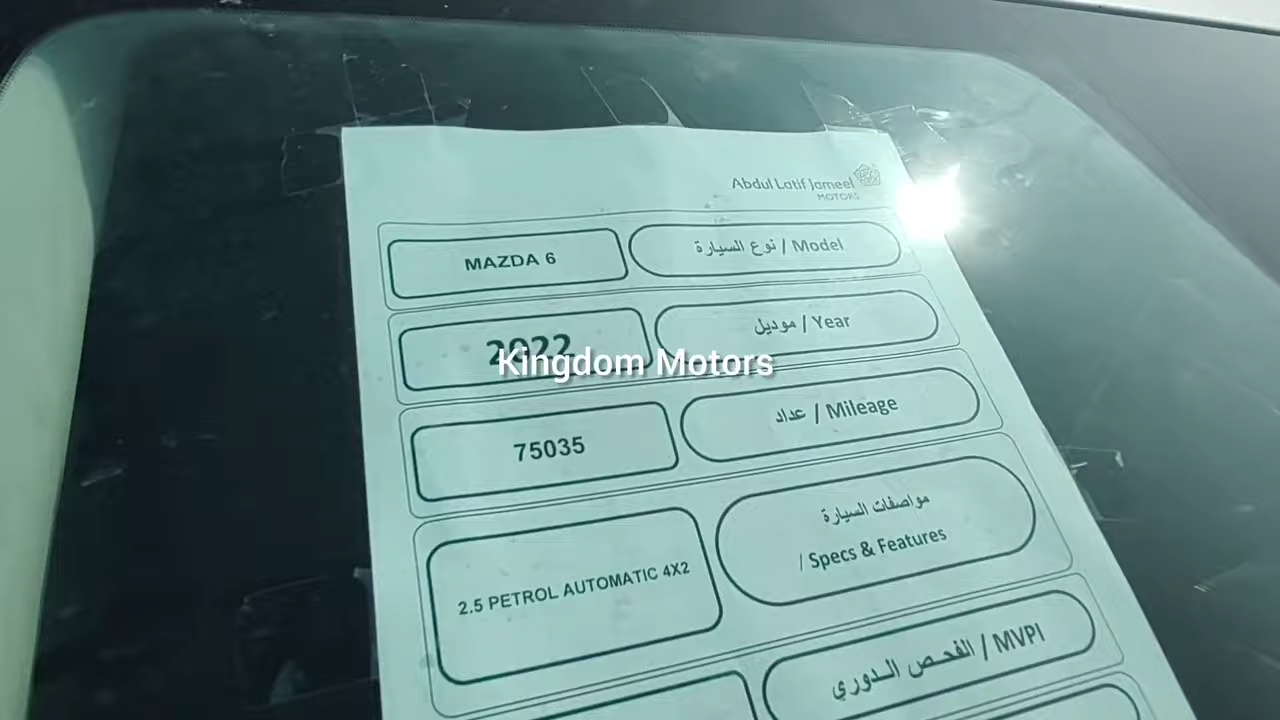 Abdul Latif Jameel
MOTORS
MAZDA 6
نوع السيارة / Model
2022
موديل / Year
Kingdom Motors
75035
عداد / Mileage
2.5 PETROL AUTOMATIC 4X2
مواصفات السيارة
/ Specs & Features
الفحص الدوري / MVPI